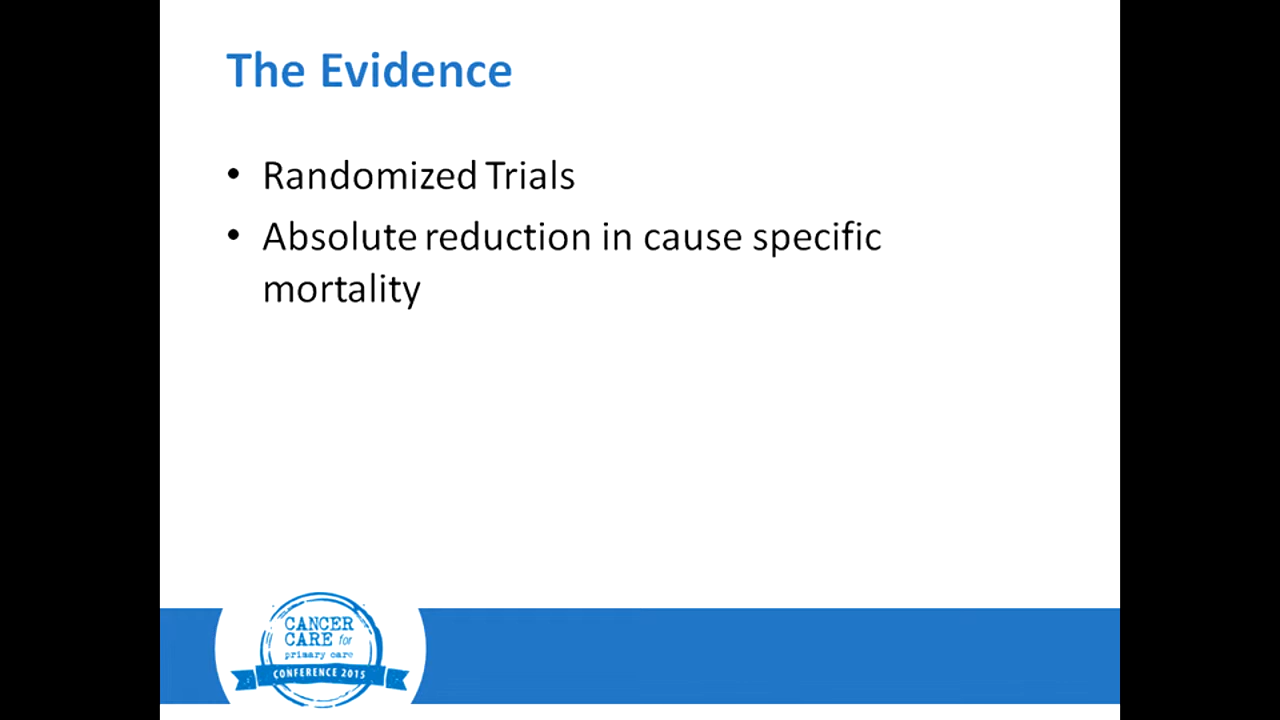 The Evidence
• Randomized Trials
• Absolute reduction in cause specific
mortality
CANCER
CARE for
primary care
CONFERENCE 2015